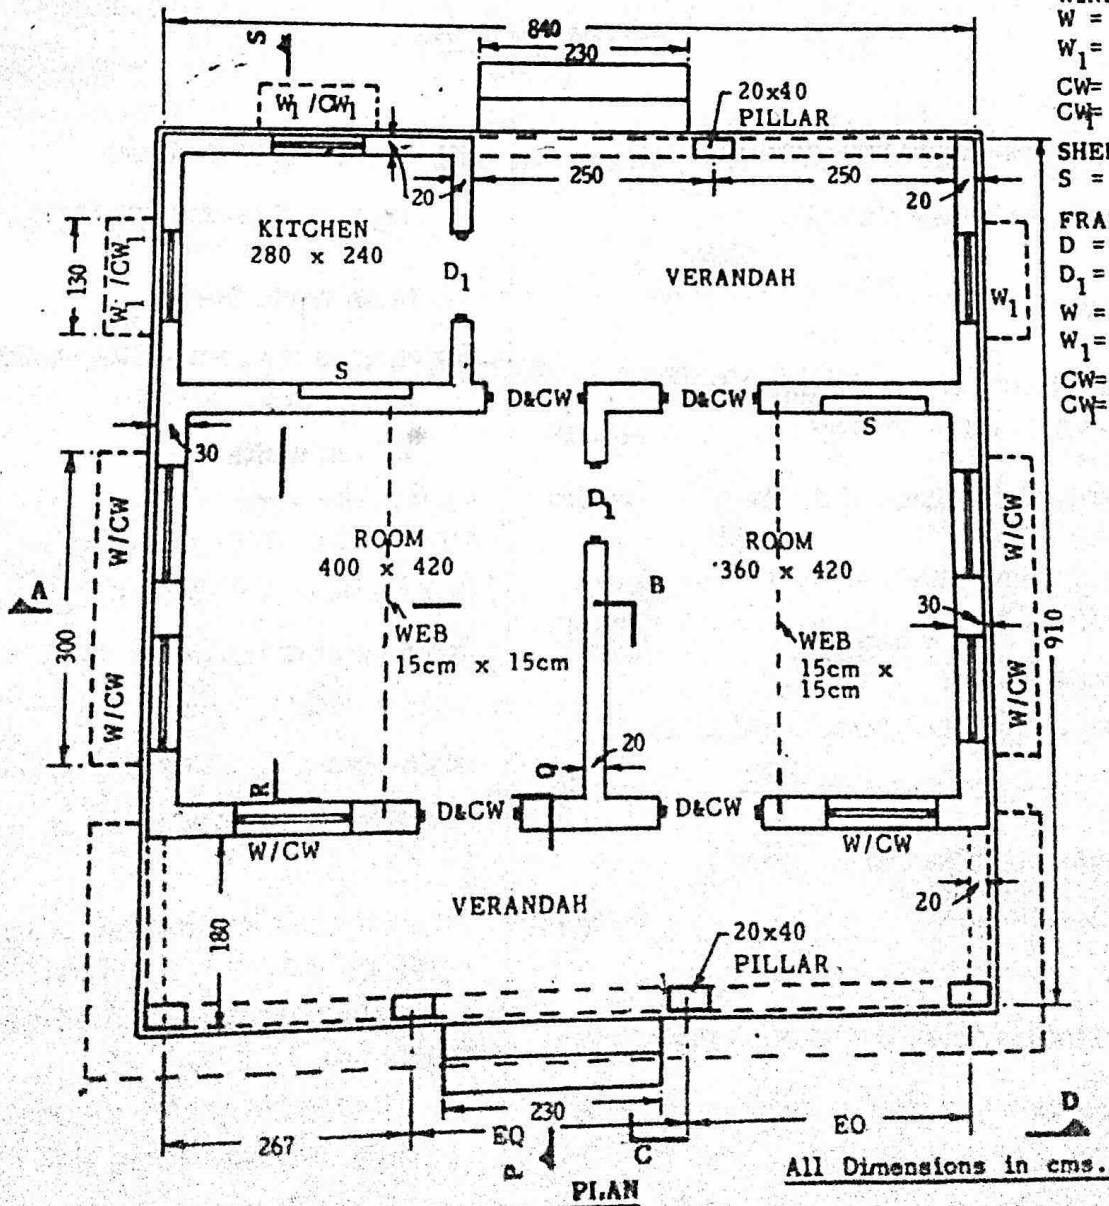 840
230
S
W =
W1=
CW=
CW1=
20x40
PILLAR
W1 /CW1
SHE
S =
250
250
20
20
KITCHEN
280 x 240
FRA
D =
D1=
W =
W1=
CW=
CW1=
130
W1 /CW1
D1
VERANDAH
W1
S
D&CW
D&CW
S
30
W/CW
D1
W/CW
ROOM
400 x 420
ROOM
360 x 420
A
B
300
30
910
WEB
15cm x 15cm
WEB
15cm x
15cm
W/CW
W/CW
20
R
Q
D&CW
D&CW
W/CW
W/CW
180
VERANDAH
20
20x40
PILLAR
230
267
EQ
EQ
P
C
D
All Dimensions in cms.
PLAN